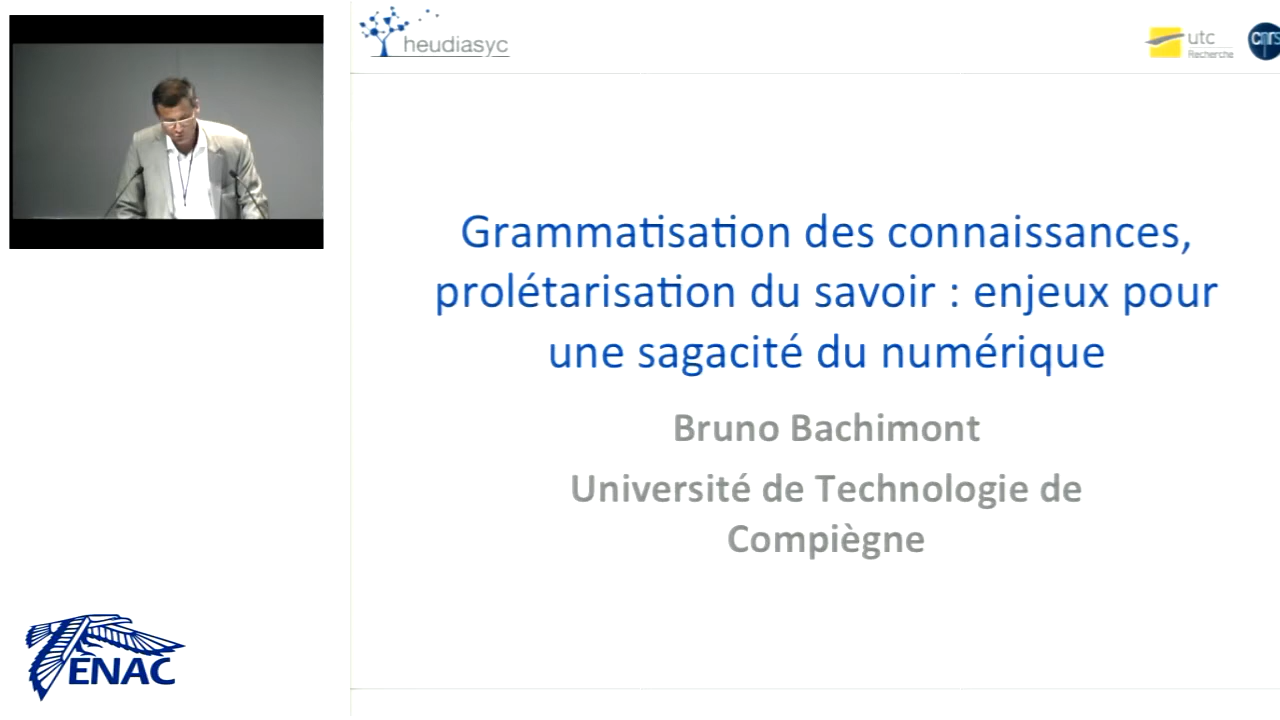 heudiasyc
utc
Recherche
cnrs
Grammatisation des connaissances,
prolétarisation du savoir : enjeux pour
une sagacité du numérique
Bruno Bachimont
Université de Technologie de
Compiègne
ENAC